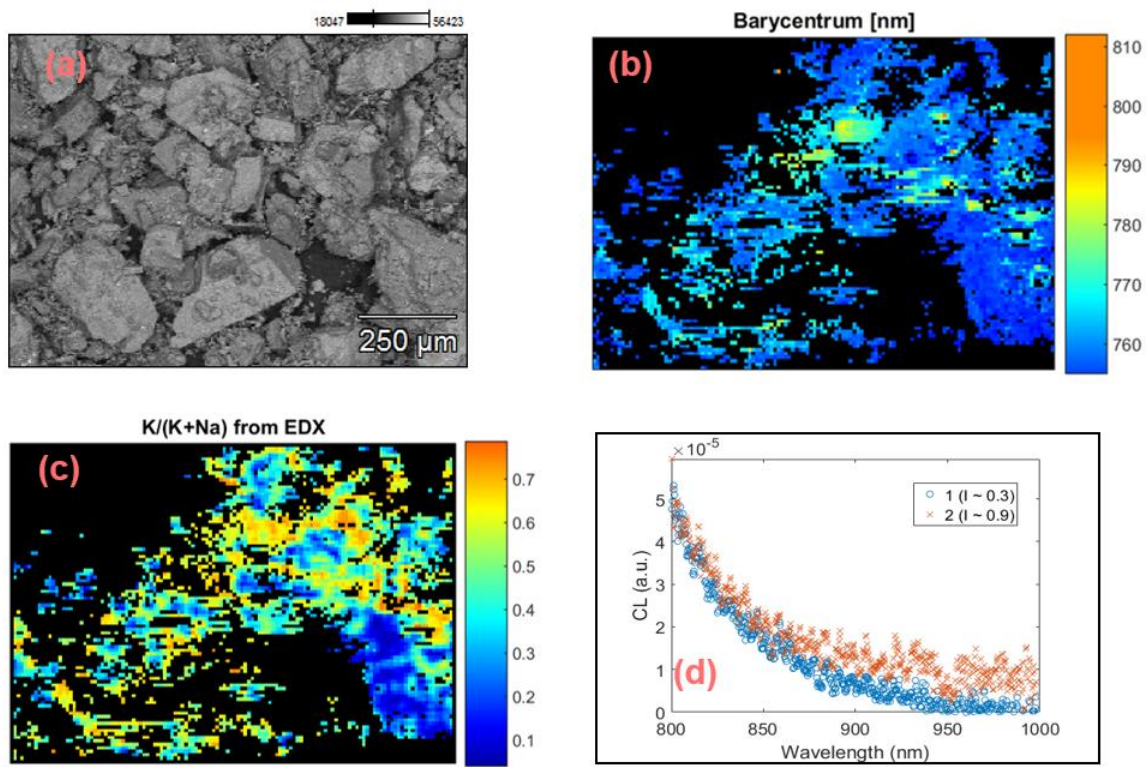 18047 56423
(a)
250 µm
Barycentrum [nm]
(b)
810
800
790
780
770
760
K/(K+Na) from EDX
(c)
0.7
0.6
0.5
0.4
0.3
0.2
0.1
× 10⁻⁵
5
4
3
2
1
0
CL (a.u.)
1 (I ~ 0.3)
2 (I ~ 0.9)
(d)
800 850 900 950 1000
Wavelength (nm)